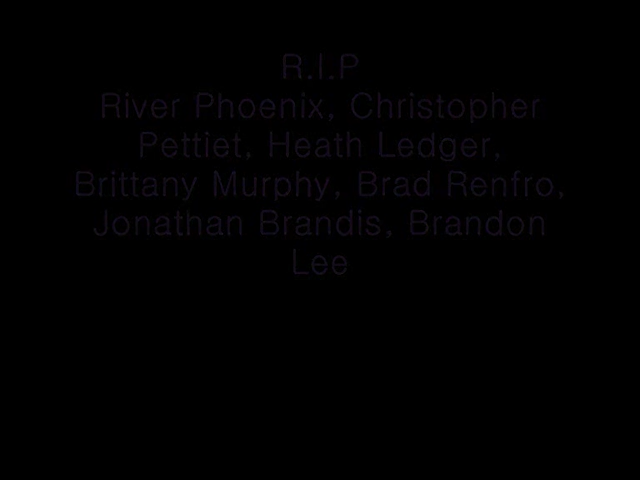 R.I.P
River Phoenix, Christopher
Pettiet, Heath Ledger,
Brittany Murphy, Brad Renfro,
Jonathan Brandis, Brandon
Lee